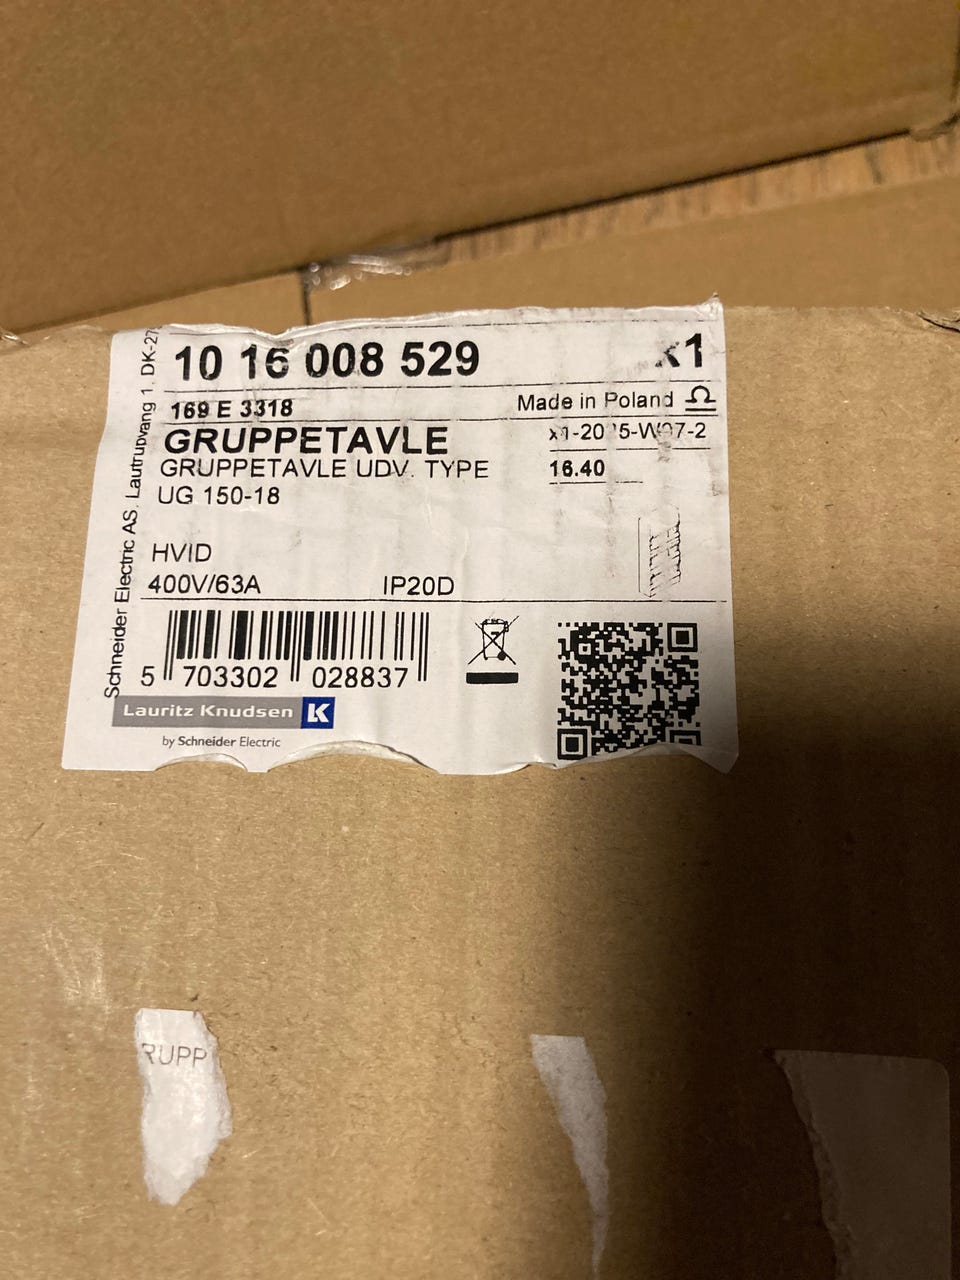 10 16 008 529
x1
169 E 3318
Made in Poland
GRUPPETAVLE
GRUPPETAVLE UDV. TYPE
16.40
UG 150-18
HVID
400V/63A
IP20D
5 703302 028837
Lauritz Knudsen
by Schneider Electric
Schneider Electric AS, Lautrupvang 1, DK-27
RUPP